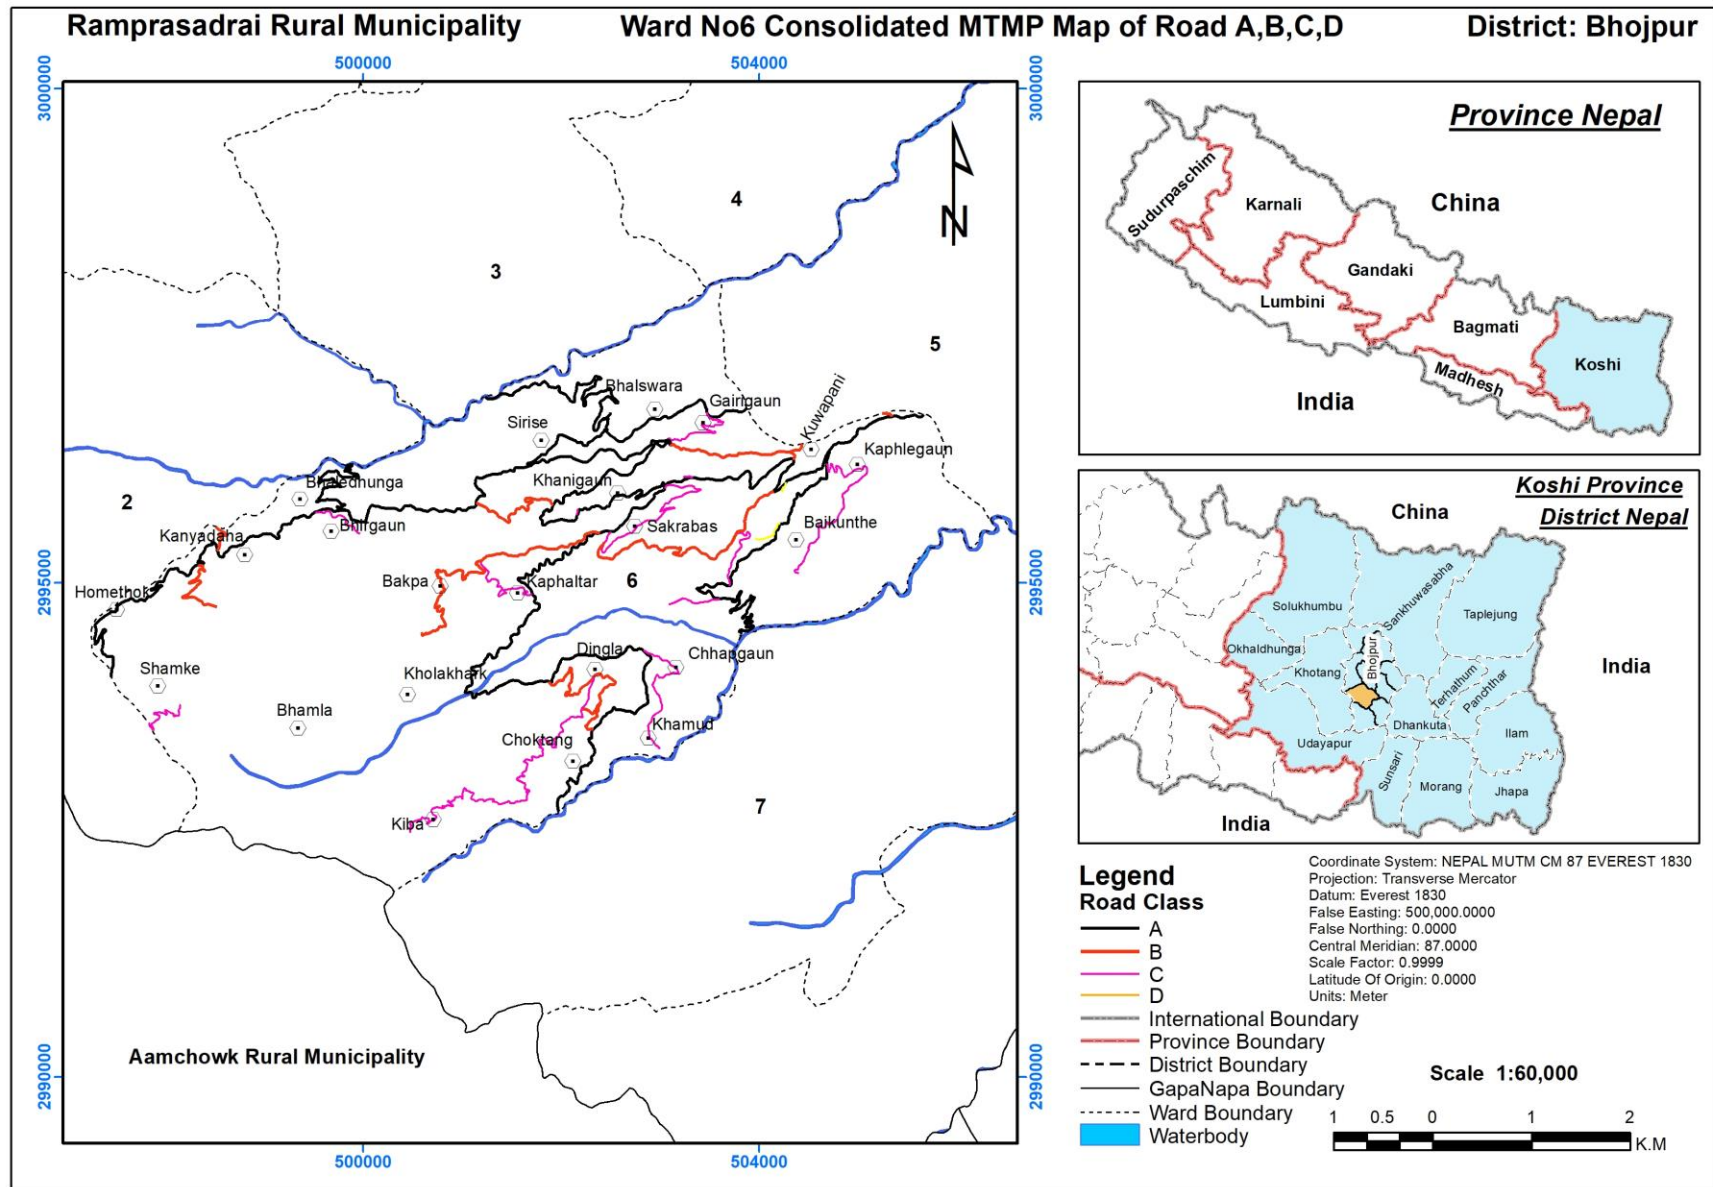 Ramprasadrai Rural Municipality
Ward No6 Consolidated MTMP Map of Road A,B,C,D
District: Bhojpur
500000
504000
3000000
3000000
4
3
5
Bhalswara
Gairigaun
Kuwapani
Sirise
Kaphlegaun
Khanigaun
Bhaledhunga
2
Bhirgaun
Sakrabas
Baikunthe
Kanyadaha
6
Bakpa
Kaphaltar
2995000
2995000
Homethok
Dingla
Chhapgaun
Shamke
Kholakhark
Bhamla
Khamud
Choktang
7
Kiba
Aamchowk Rural Municipality
2990000
2990000
500000
504000
N
Province Nepal
Sudurpaschim
Karnali
China
Gandaki
Lumbini
Bagmati
Koshi
Madhesh
India
Koshi Province
District Nepal
China
Sankhuwasabha
Solukhumbu
Taplejung
Okhaldhunga
Bhojpur
India
Khotang
Terhathum
Panchthar
Dhankuta
Ilam
Udayapur
Sunsari
Morang
Jhapa
India
Legend
Road Class
A
B
C
D
International Boundary
Province Boundary
District Boundary
GapaNapa Boundary
Ward Boundary
Waterbody
Coordinate System: NEPAL MUTM CM 87 EVEREST 1830
Projection: Transverse Mercator
Datum: Everest 1830
False Easting: 500,000.0000
False Northing: 0.0000
Central Meridian: 87.0000
Scale Factor: 0.9999
Latitude Of Origin: 0.0000
Units: Meter
Scale 1:60,000
1 0.5 0 1 2
K.M